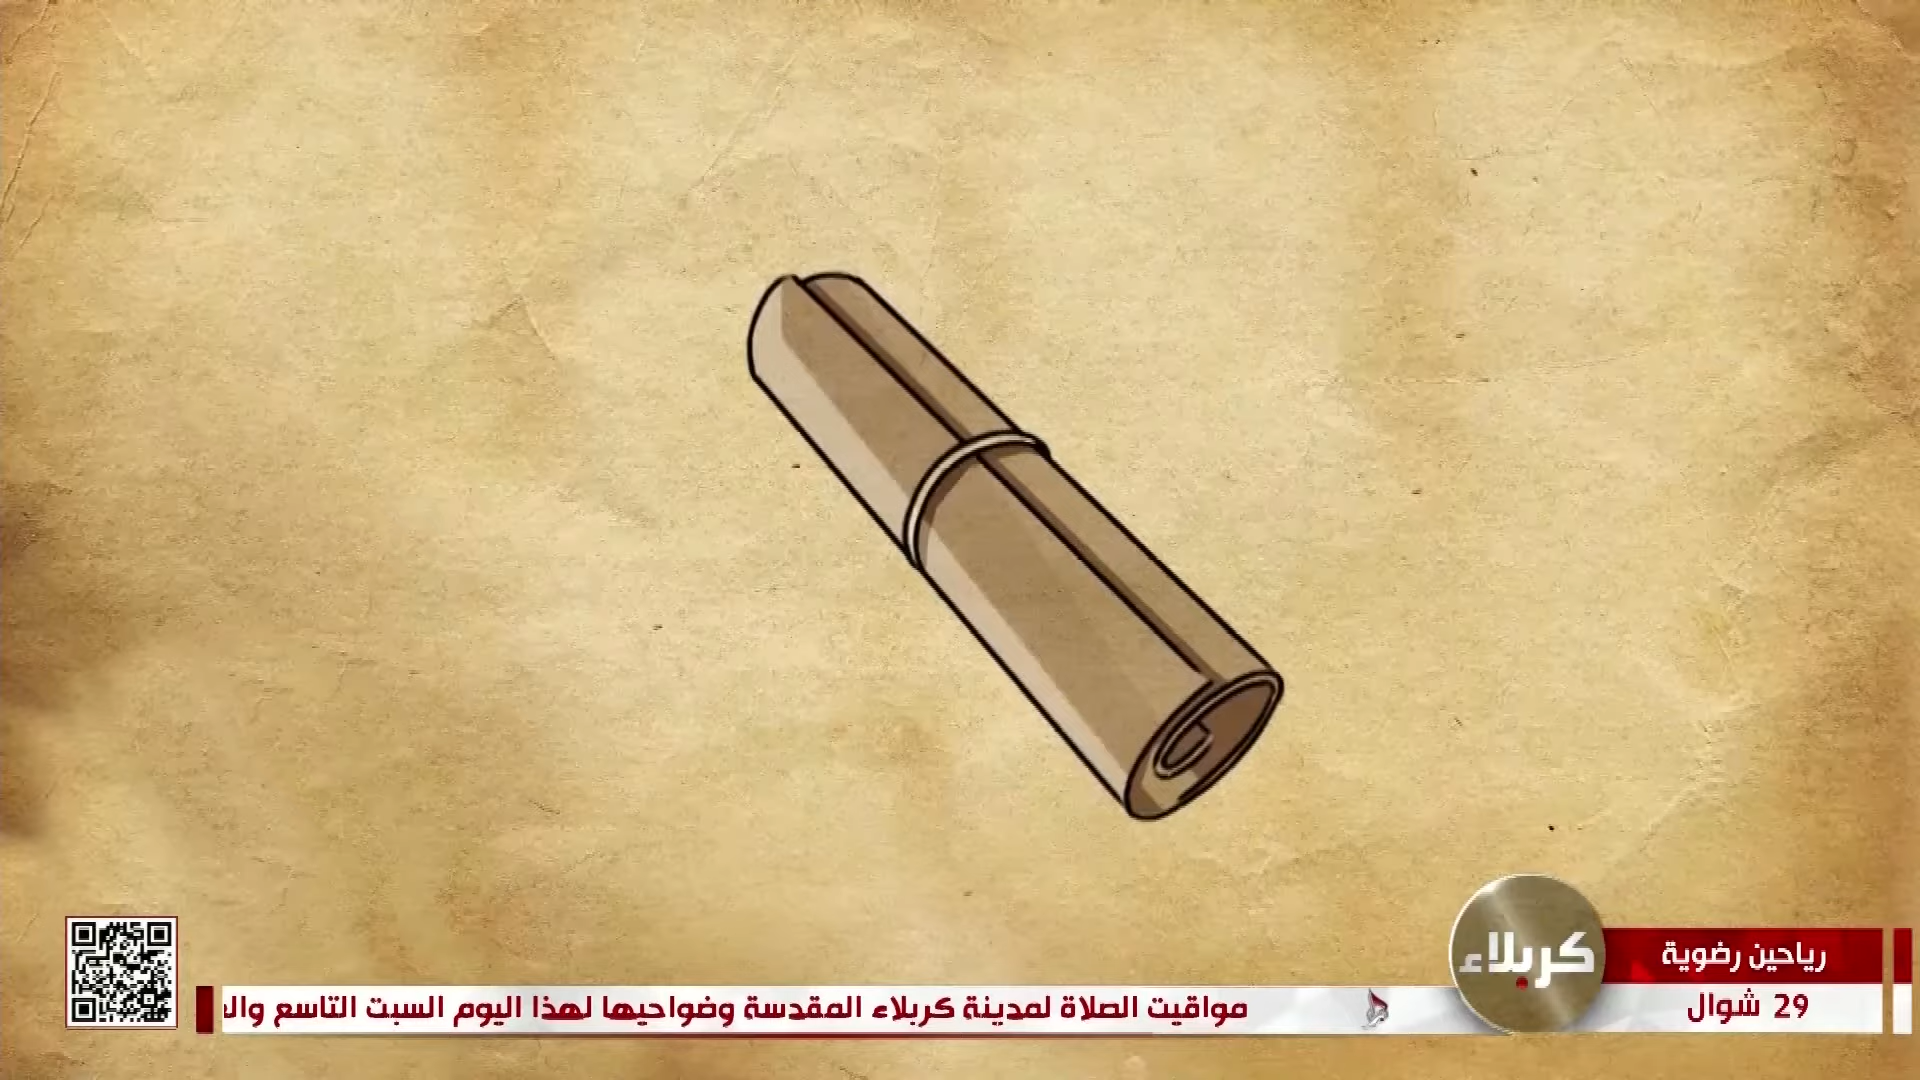 رياحين رضوية
كربلاء
29 شوال
مواقيت الصلاة لمدينة كربلاء المقدسة وضواحيها لهذا اليوم السبت التاسع